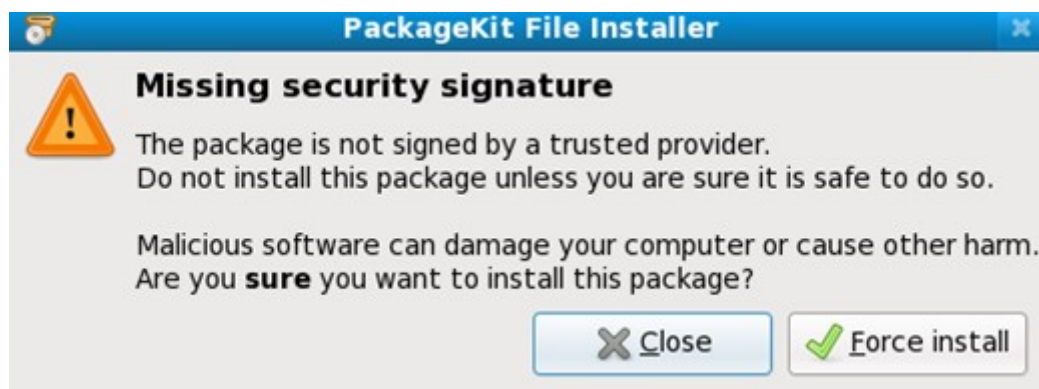 PackageKit File Installer
Missing security signature
The package is not signed by a trusted provider.
Do not install this package unless you are sure it is safe to do so.
Malicious software can damage your computer or cause other harm.
Are you sure you want to install this package?
Close
Force install